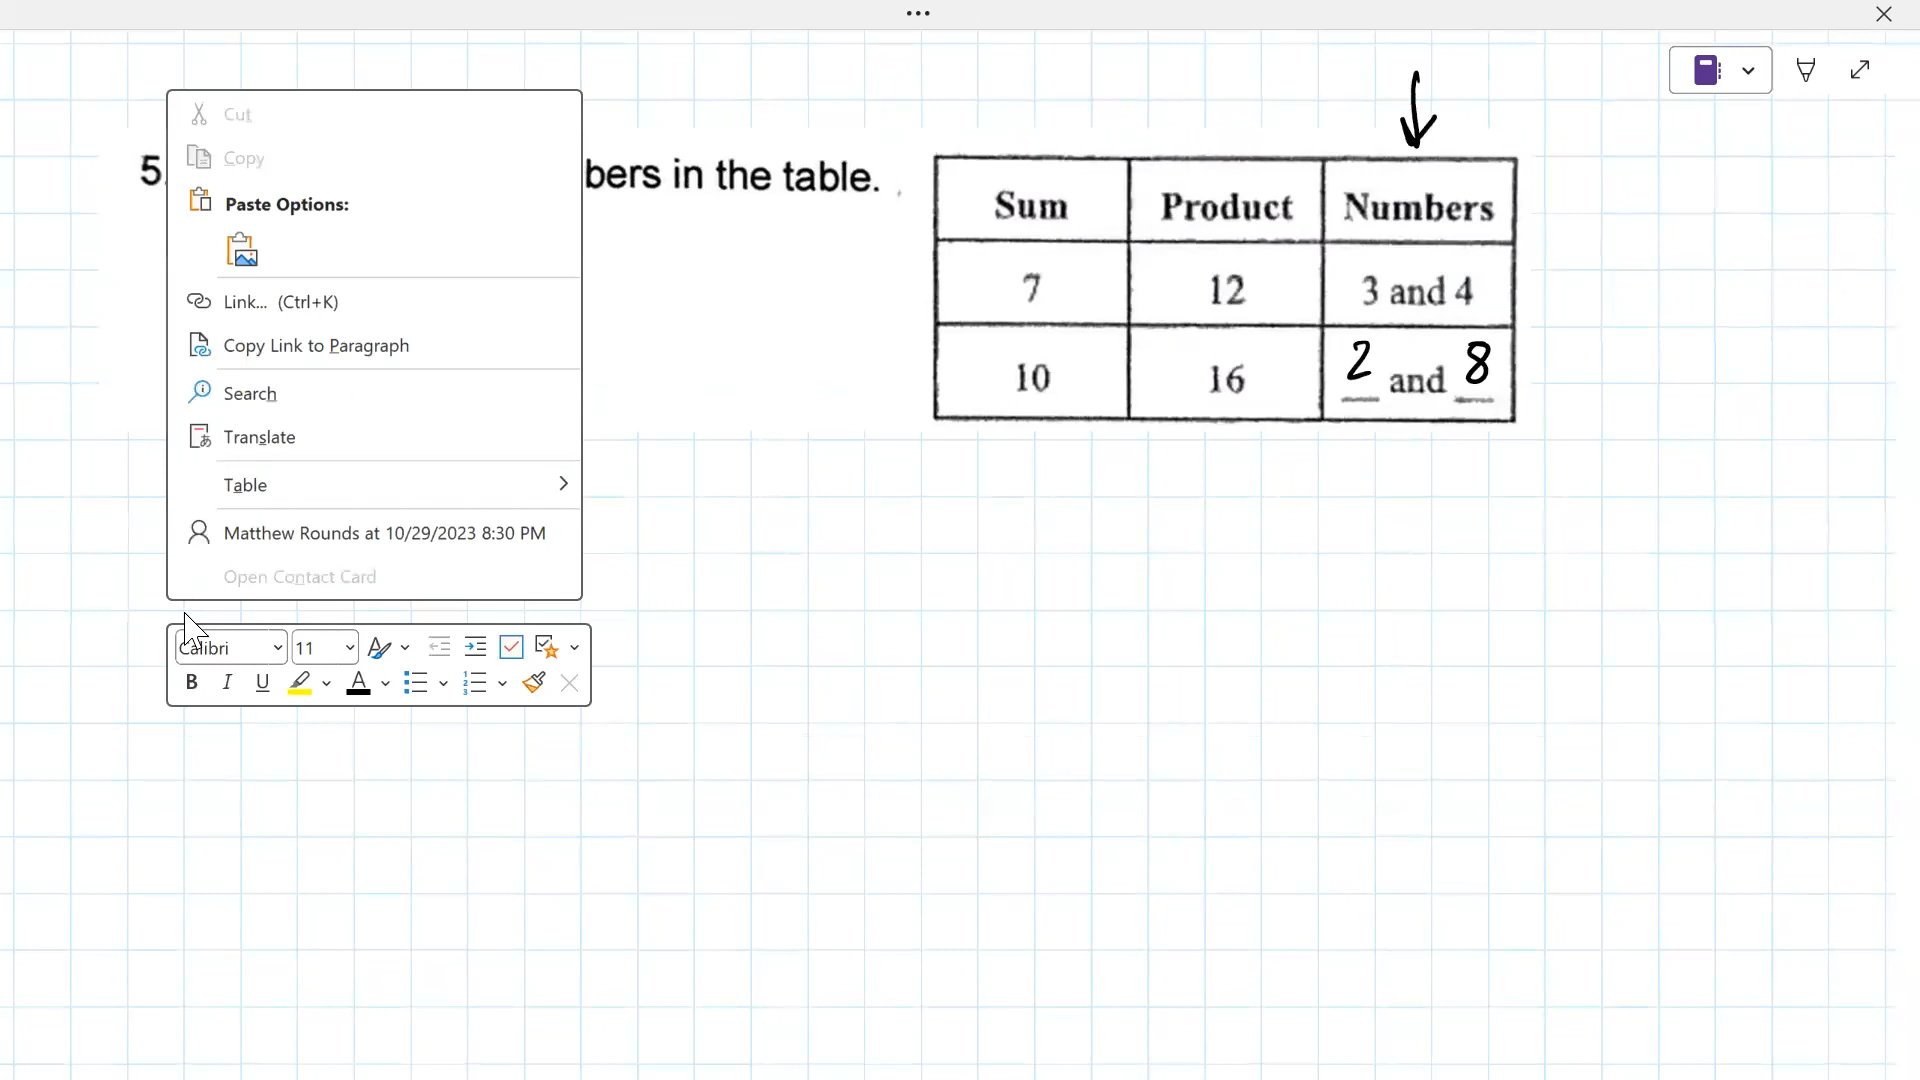 •••
Cut
Copy
Paste Options:
Link... (Ctrl+K)
Copy Link to Paragraph
Search
Translate
Table
Matthew Rounds at 10/29/2023 8:30 PM
Open Contact Card
Calibri 11
B I U A
5. bers in the table.
Sum Product Numbers
7 12 3 and 4
10 16 2 and 8